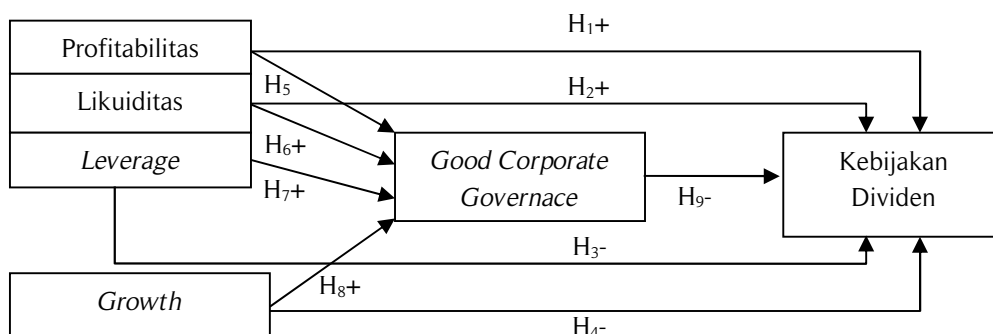 H₁+
Profitabilitas
H₅
H₂+
Likuiditas
H₆+
Leverage
H₇+
Good Corporate
Governace
H₉-
Kebijakan
Dividen
H₃-
H₈+
Growth
H₄-